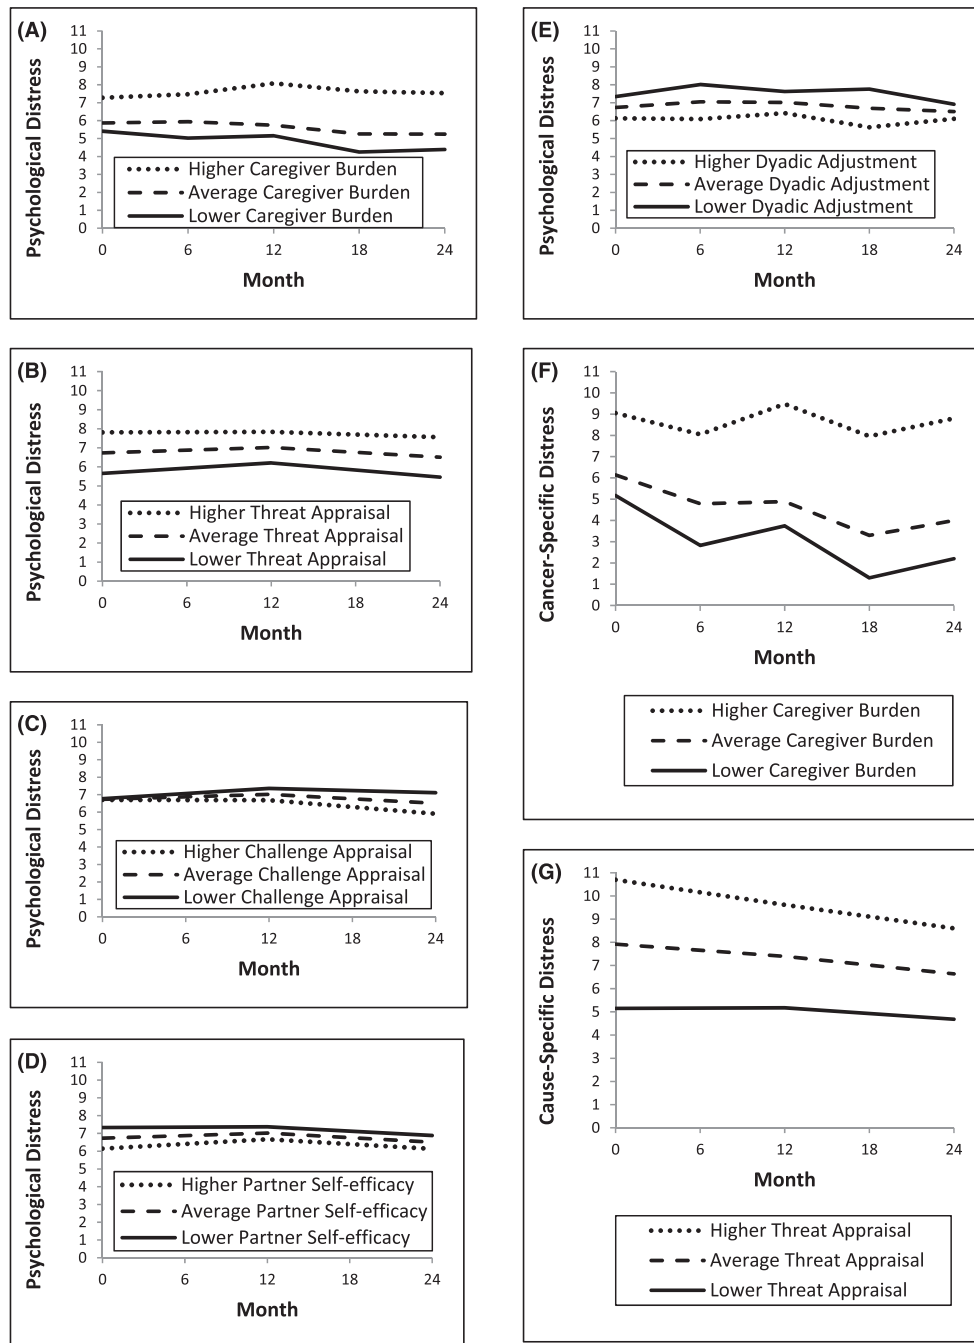 (A)
Psychological Distress
11
10
9
8
7
6
5
4
3
2
1
0
Higher Caregiver Burden
Average Caregiver Burden
Lower Caregiver Burden
0 6 12 18 24
Month
(B)
Psychological Distress
11
10
9
8
7
6
5
4
3
2
1
0
Higher Threat Appraisal
Average Threat Appraisal
Lower Threat Appraisal
0 6 12 18 24
Month
(C)
Psychological Distress
11
10
9
8
7
6
5
4
3
2
1
0
Higher Challenge Appraisal
Average Challenge Appraisal
Lower Challenge Appraisal
0 6 12 18 24
Month
(D)
Psychological Distress
11
10
9
8
7
6
5
4
3
2
1
0
Higher Partner Self-efficacy
Average Partner Self-efficacy
Lower Partner Self-efficacy
0 6 12 18 24
Month
(E)
Psychological Distress
11
10
9
8
7
6
5
4
3
2
1
0
Higher Dyadic Adjustment
Average Dyadic Adjustment
Lower Dyadic Adjustment
0 6 12 18 24
Month
(F)
Cancer-Specific Distress
11
10
9
8
7
6
5
4
3
2
1
0
0 6 12 18 24
Month
Higher Caregiver Burden
Average Caregiver Burden
Lower Caregiver Burden
(G)
Cause-Specific Distress
11
10
9
8
7
6
5
4
3
2
1
0
0 6 12 18 24
Month
Higher Threat Appraisal
Average Threat Appraisal
Lower Threat Appraisal